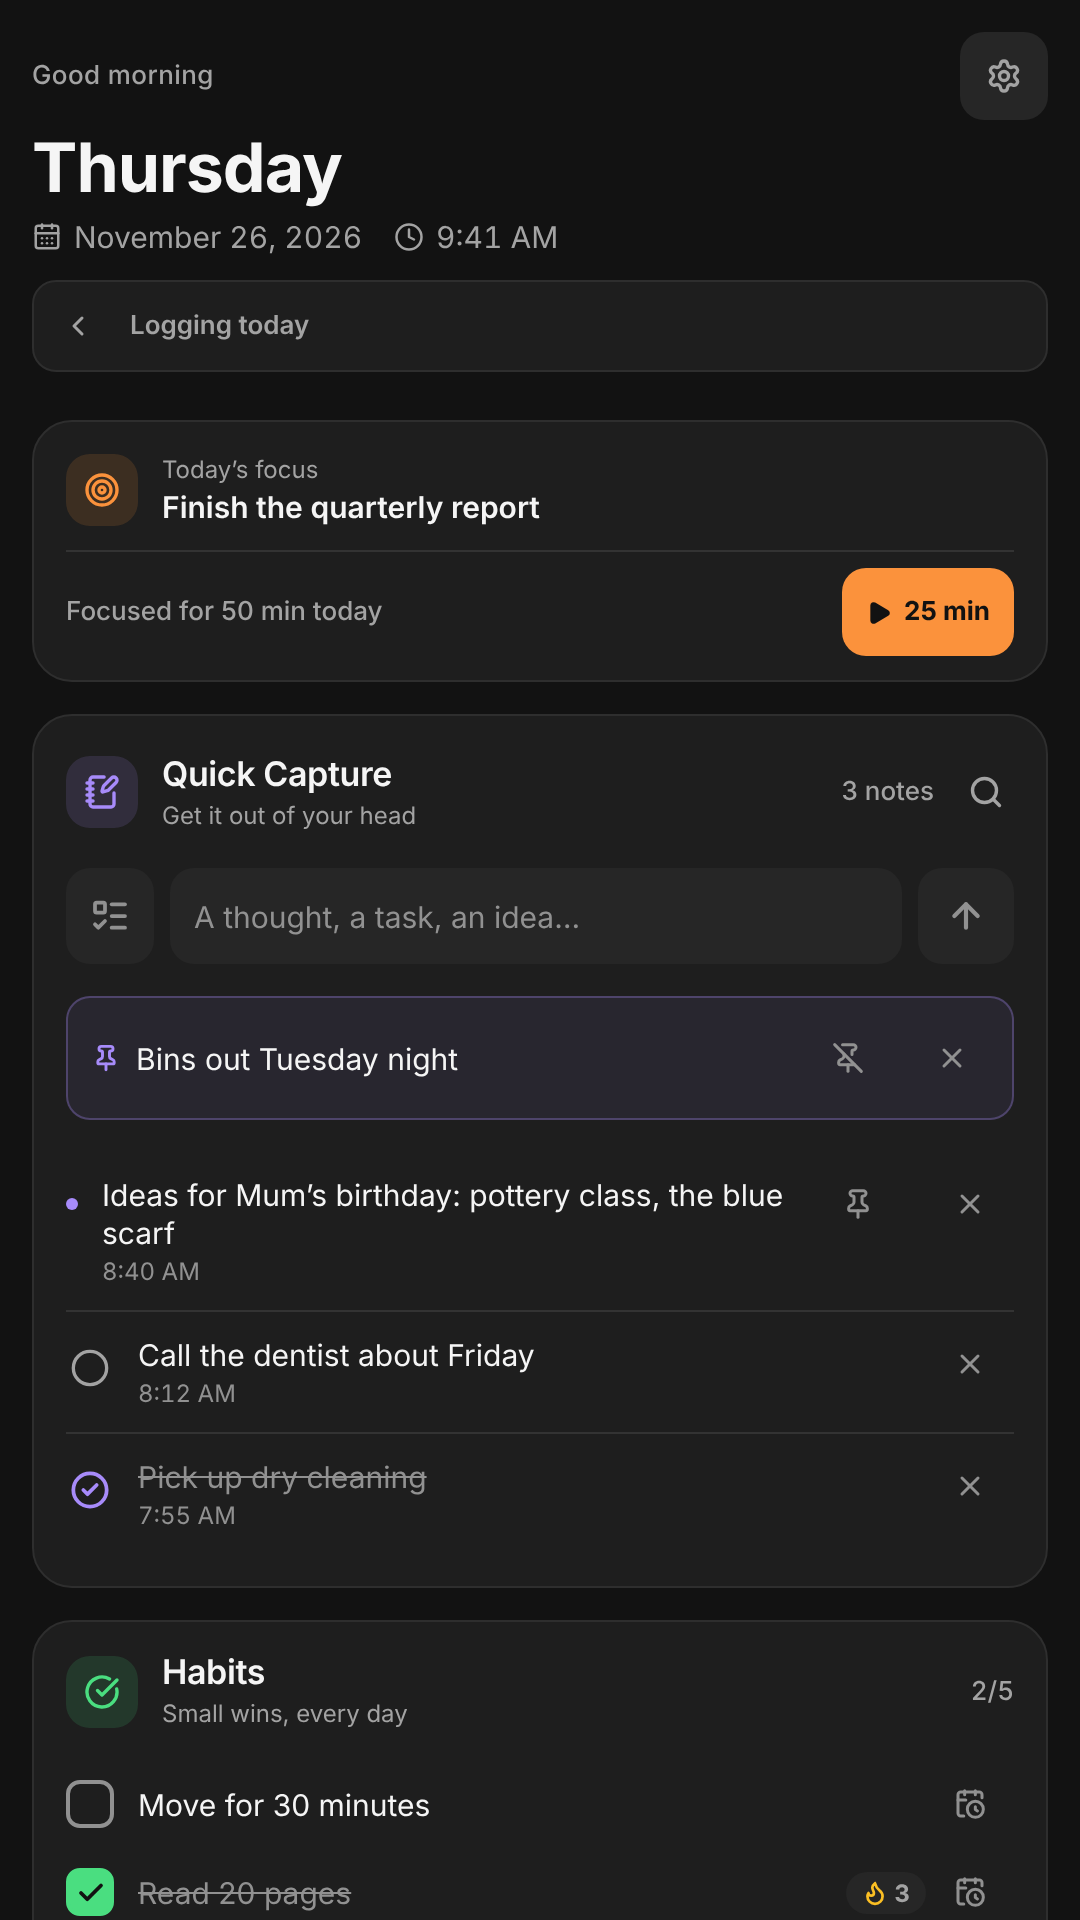 Good morning
Thursday
November 26, 2026 9:41 AM
Logging today
Today’s focus
Finish the quarterly report
Focused for 50 min today
25 min
Quick Capture
Get it out of your head
3 notes
A thought, a task, an idea...
Bins out Tuesday night
Ideas for Mum’s birthday: pottery class, the blue
scarf
8:40 AM
Call the dentist about Friday
8:12 AM
Pick up dry cleaning
7:55 AM
Habits
Small wins, every day
2/5
Move for 30 minutes
Read 20 pages
3